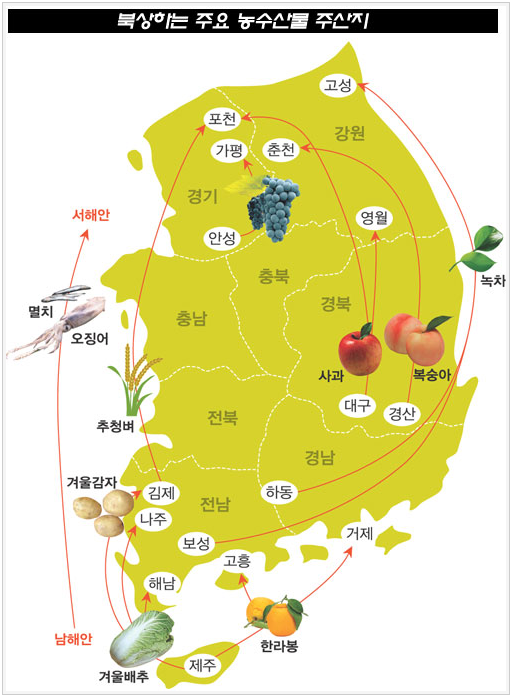 북상하는 주요 농수산물 주산지
고성
포천
강원
가평
춘천
경기
서해안
영월
안성
충북
녹차
멸치
오징어
충남
경북
사과
복숭아
대구
경산
추청벼
전북
경남
겨울감자
김제
하동
전남
나주
보성
거제
고흥
해남
남해안
한라봉
겨울배추
제주